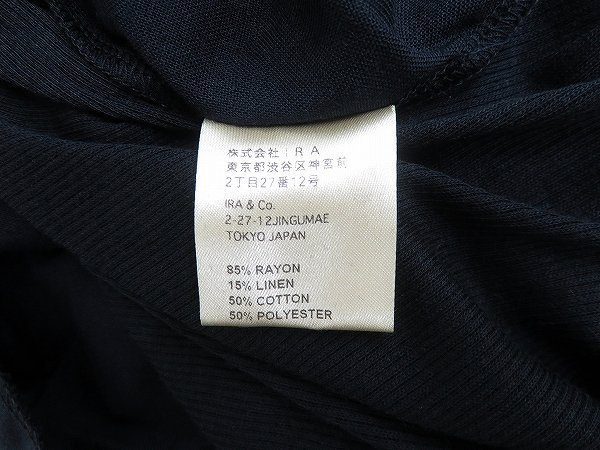 株式会社iRA
東京都渋谷区神宮前
2丁目27番12号
IRA & Co.
2-27-12JINGUMAE
TOKYO JAPAN
85% RAYON
15% LINEN
50% COTTON
50% POLYESTER